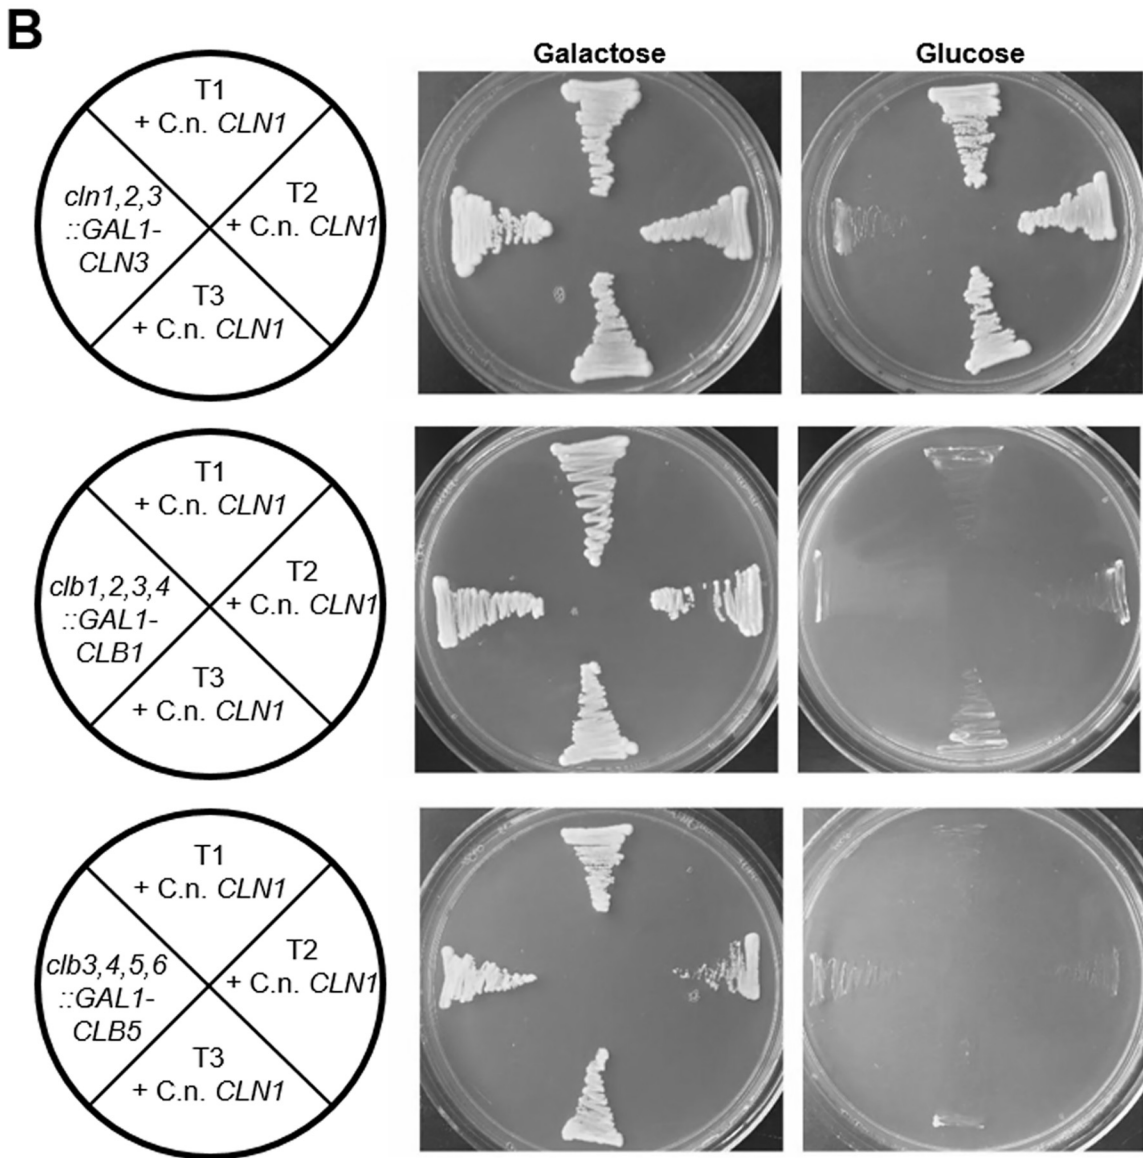 B
Galactose
Glucose
T1
+ C.n. CLN1
cln1,2,3
::GAL1-
CLN3
T2
+ C.n. CLN1
T3
+ C.n. CLN1
T1
+ C.n. CLN1
clb1,2,3,4
::GAL1-
CLB1
T2
+ C.n. CLN1
T3
+ C.n. CLN1
T1
+ C.n. CLN1
clb3,4,5,6
::GAL1-
CLB5
T2
+ C.n. CLN1
T3
+ C.n. CLN1